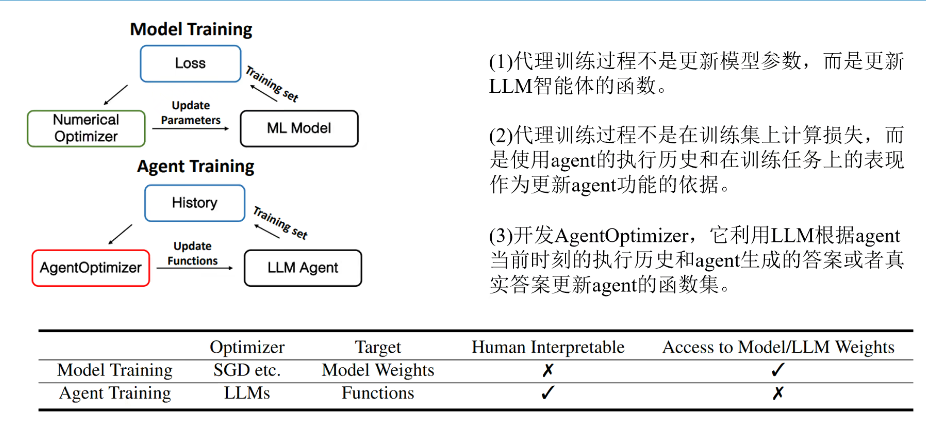 Model Training
Loss
Training set
Numerical
Optimizer
Update
Parameters
ML Model
Agent Training
History
Training set
AgentOptimizer
Update
Functions
LLM Agent
(1)代理训练过程不是更新模型参数，而是更新
LLM智能体的函数。
(2)代理训练过程不是在训练集上计算损失，而
是使用agent的执行历史和在训练任务上的表现
作为更新agent功能的依据。
(3)开发AgentOptimizer，它利用LLM根据agent
当前时刻的执行历史和agent生成的答案或者真
实答案更新agent的函数集。
Optimizer Target Human Interpretable Access to Model/LLM Weights
Model Training SGD etc. Model Weights ✗ ✓
Agent Training LLMs Functions ✓ ✗